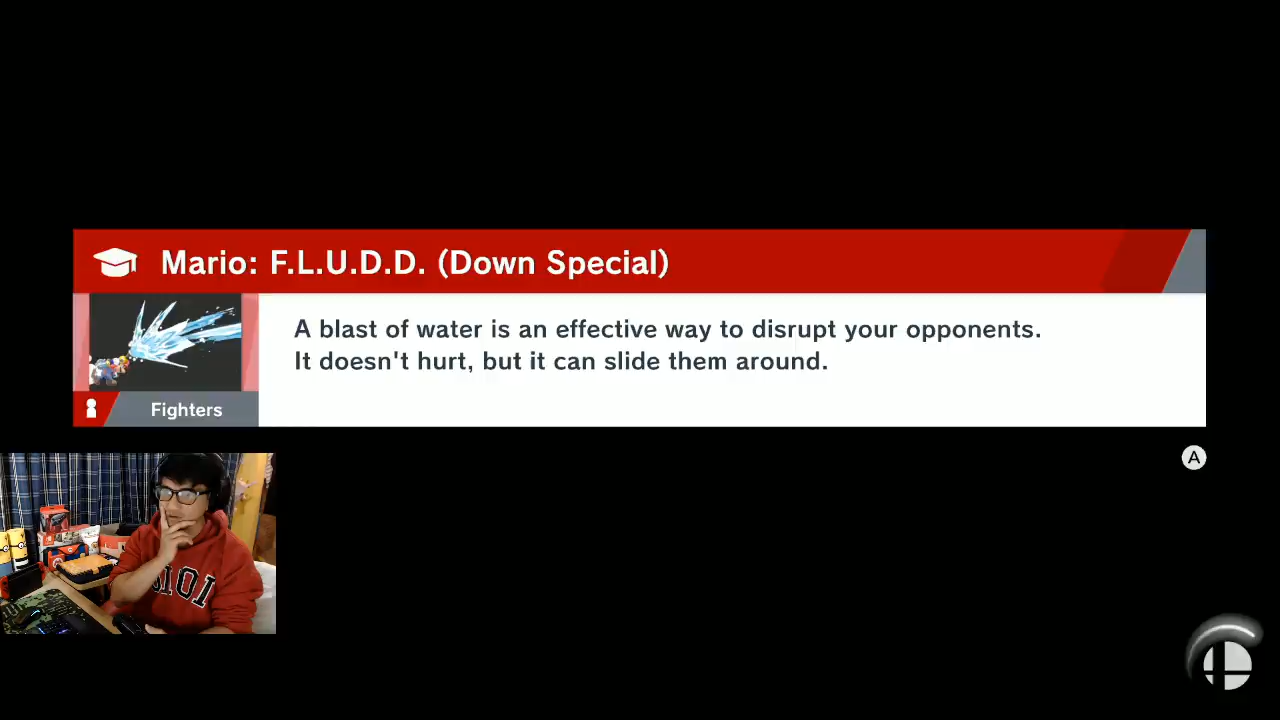 Mario: F.L.U.D.D. (Down Special)
A blast of water is an effective way to disrupt your opponents.
It doesn't hurt, but it can slide them around.
Fighters
A